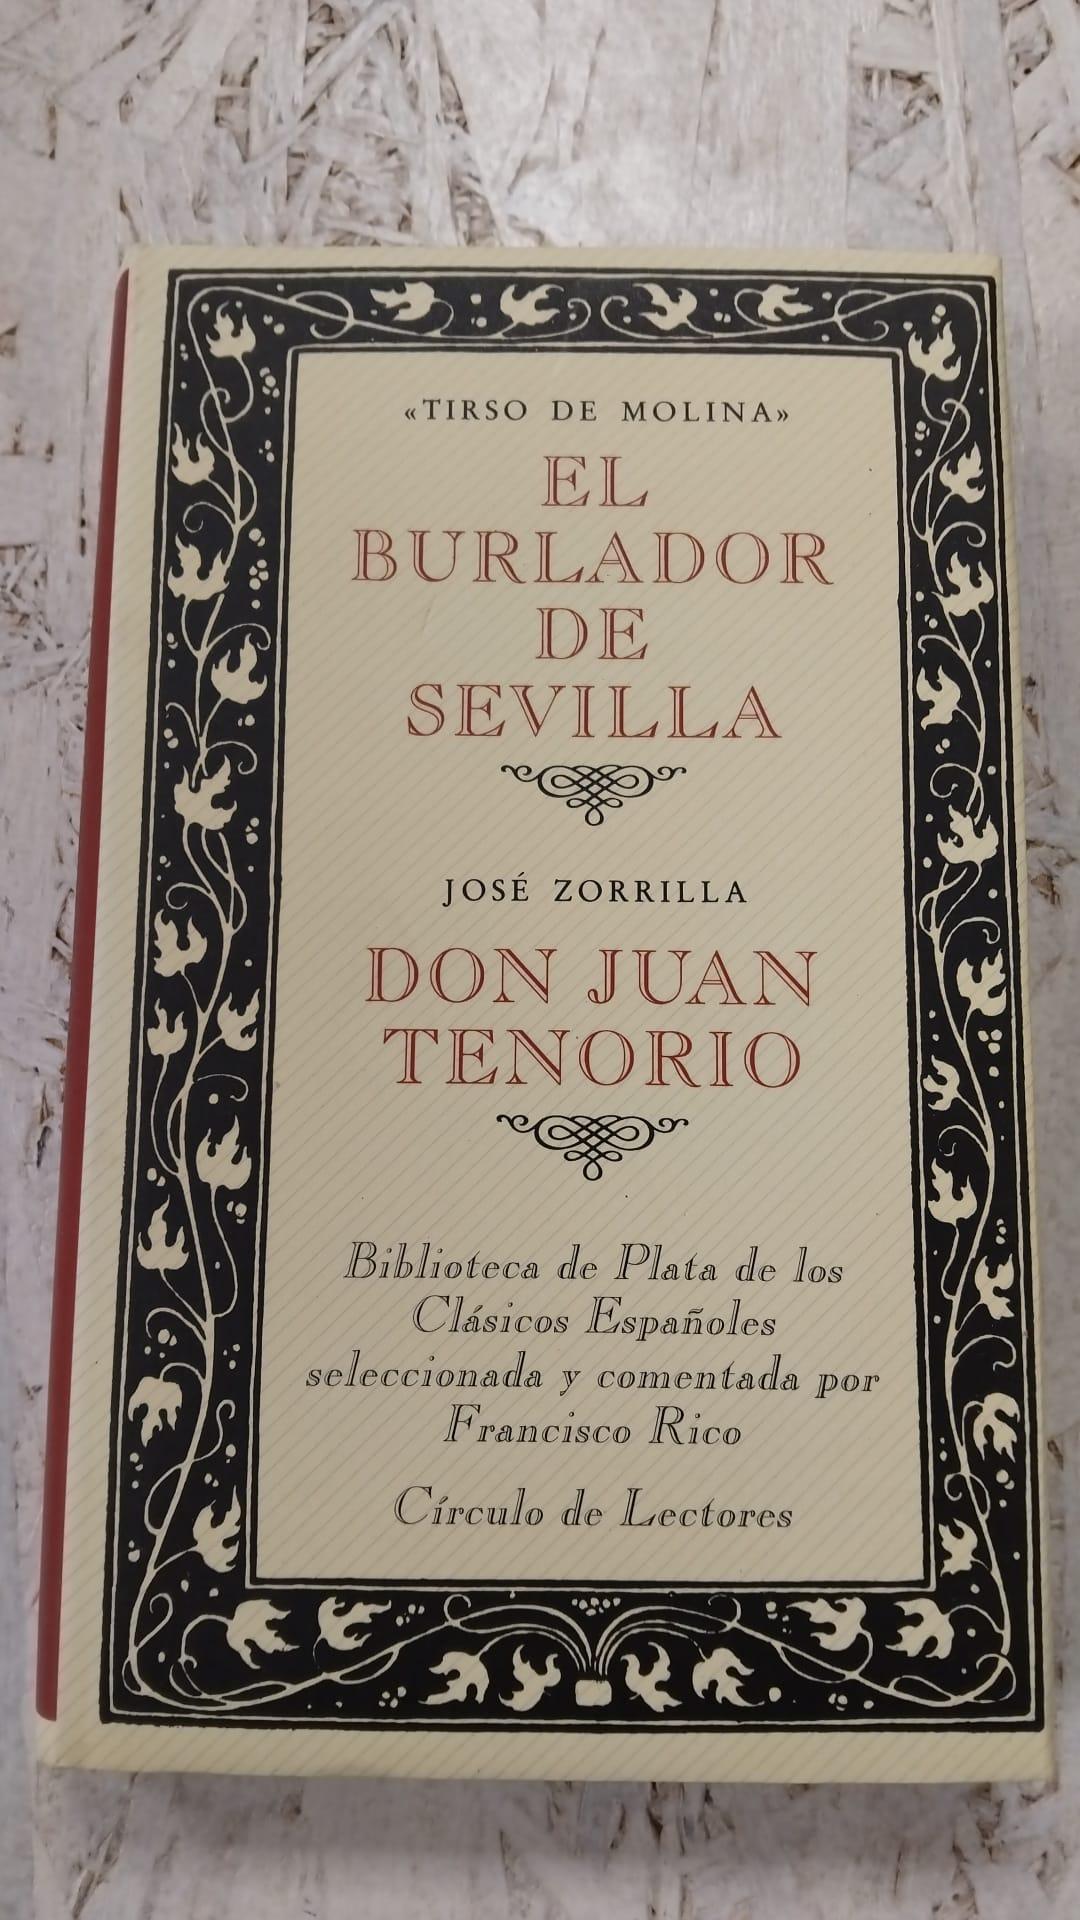 «TIRSO DE MOLINA»
EL
BURLADOR
DE
SEVILLA
JOSÉ ZORRILLA
DON JUAN
TENORIO
Biblioteca de Plata de los
Clásicos Españoles
seleccionada y comentada por
Francisco Rico
Círculo de Lectores